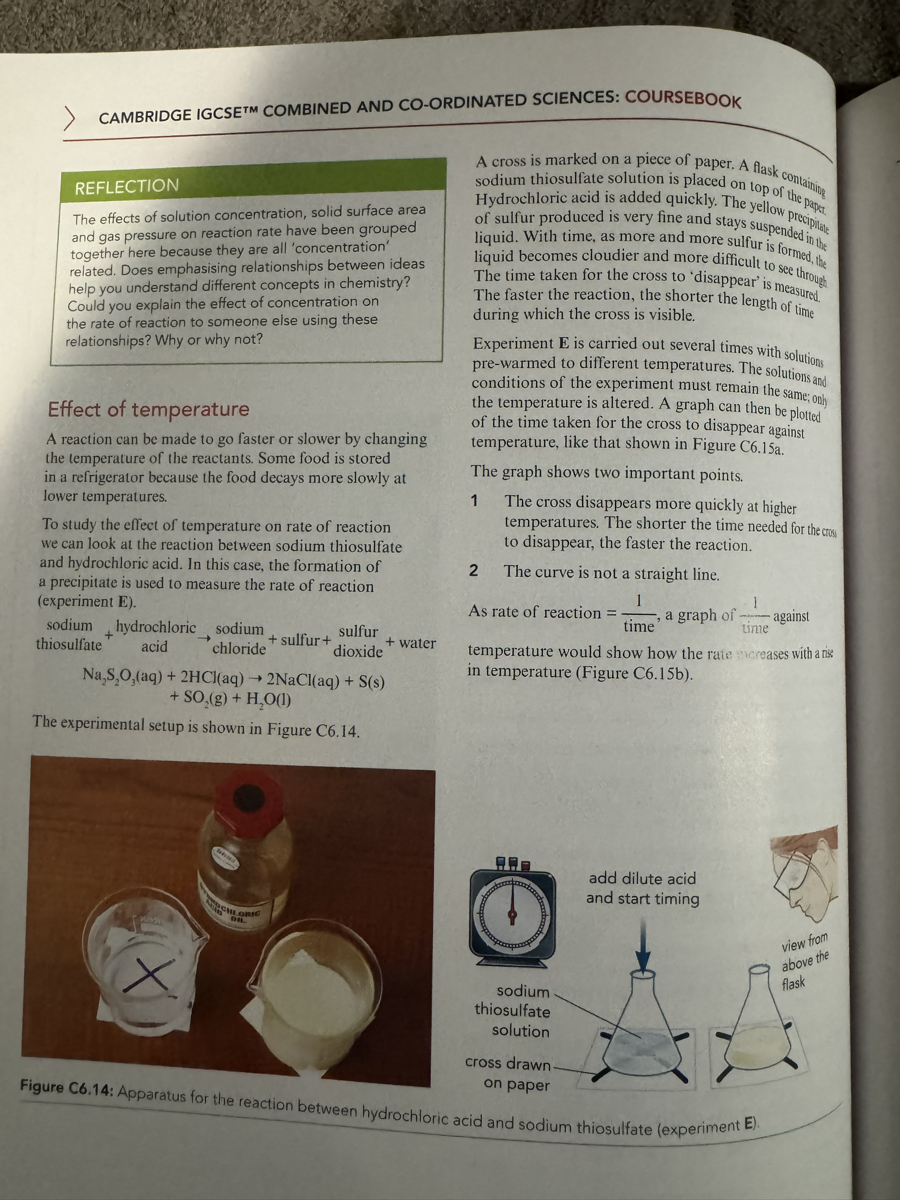 CAMBRIDGE IGCSE™ COMBINED AND CO-ORDINATED SCIENCES: COURSEBOOK
REFLECTION
The effects of solution concentration, solid surface area
and gas pressure on reaction rate have been grouped
together here because they are all ‘concentration’
related. Does emphasising relationships between ideas
help you understand different concepts in chemistry?
Could you explain the effect of concentration on
the rate of reaction to someone else using these
relationships? Why or why not?
Effect of temperature
A reaction can be made to go faster or slower by changing
the temperature of the reactants. Some food is stored
in a refrigerator because the food decays more slowly at
lower temperatures.
To study the effect of temperature on rate of reaction
we can look at the reaction between sodium thiosulfate
and hydrochloric acid. In this case, the formation of
a precipitate is used to measure the rate of reaction
(experiment E).
sodium thiosulfate + hydrochloric acid → sodium chloride + sulfur + sulfur dioxide + water
Na₂S₂O₃(aq) + 2HCl(aq) → 2NaCl(aq) + S(s)
+ SO₂(g) + H₂O(l)
The experimental setup is shown in Figure C6.14.
A cross is marked on a piece of paper. A flask containing
sodium thiosulfate solution is placed on top of the paper.
Hydrochloric acid is added quickly. The yellow precipitate
of sulfur produced is very fine and stays suspended in the
liquid. With time, as more and more sulfur is formed, the
liquid becomes cloudier and more difficult to see through.
The time taken for the cross to ‘disappear’ is measured.
The faster the reaction, the shorter the length of time
during which the cross is visible.
Experiment E is carried out several times with solutions
pre-warmed to different temperatures. The solutions and
conditions of the experiment must remain the same; only
the temperature is altered. A graph can then be plotted
of the time taken for the cross to disappear against
temperature, like that shown in Figure C6.15a.
The graph shows two important points.
1 The cross disappears more quickly at higher
temperatures. The shorter the time needed for the cross
to disappear, the faster the reaction.
2 The curve is not a straight line.
As rate of reaction = 1/time, a graph of 1/time against
temperature would show how the rate increases with a rise
in temperature (Figure C6.15b).
add dilute acid
and start timing
view from
above the
flask
sodium
thiosulfate
solution
cross drawn
on paper
Figure C6.14: Apparatus for the reaction between hydrochloric acid and sodium thiosulfate (experiment E).